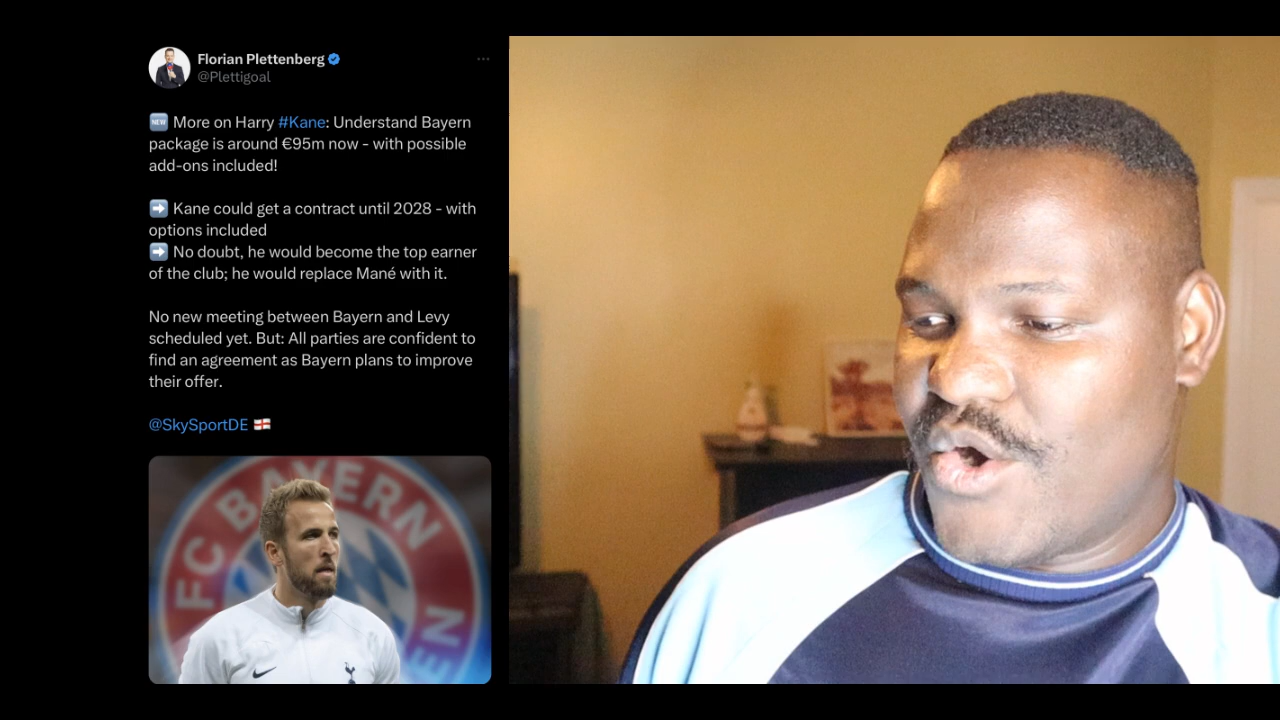 Florian Plettenberg
@Plettigoal
NEW More on Harry #Kane: Understand Bayern
package is around €95m now - with possible
add-ons included!
➡️ Kane could get a contract until 2028 - with
options included
➡️ No doubt, he would become the top earner
of the club; he would replace Mané with it.
No new meeting between Bayern and Levy
scheduled yet. But: All parties are confident to
find an agreement as Bayern plans to improve
their offer.
@SkySportDE 🏴󠁧󠁢󠁥󠁮󠁧󠁿
FC BAYERN
EN